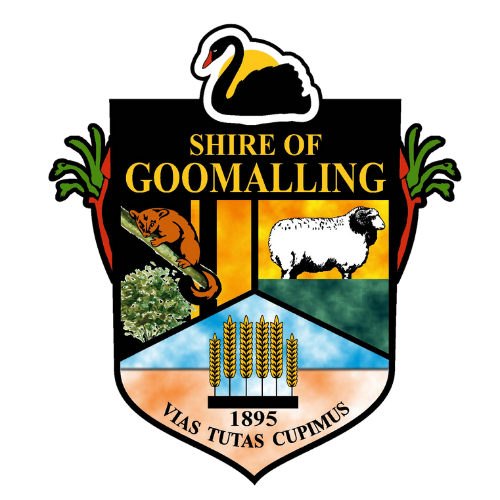 SHIRE OF
GOOMALLING
1895
VIAS TUTAS CUPIMUS